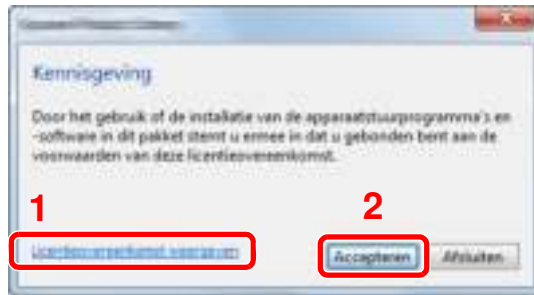 Kennisgeving
Door het gebruik of de installatie van de apparaatstuurprogramma's en
-software in dit pakket stemt u ermee in dat u gebonden bent aan de
voorwaarden van deze licentieovereenkomst.
1
2
Licentieovereenkomst weergeven
Accepteren
Afsluiten